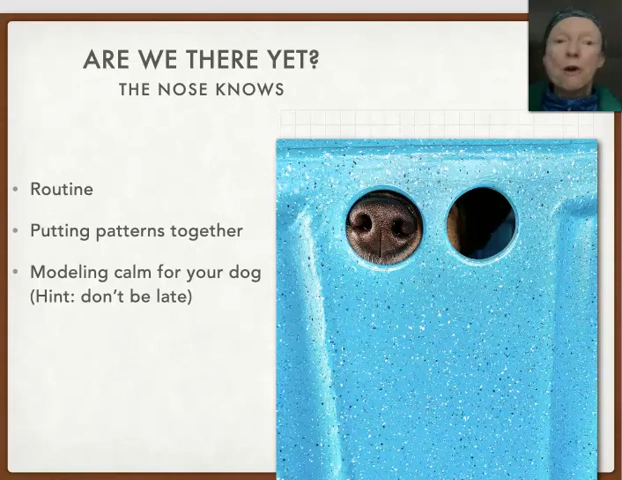 ARE WE THERE YET?
THE NOSE KNOWS
• Routine
• Putting patterns together
• Modeling calm for your dog
(Hint: don't be late)